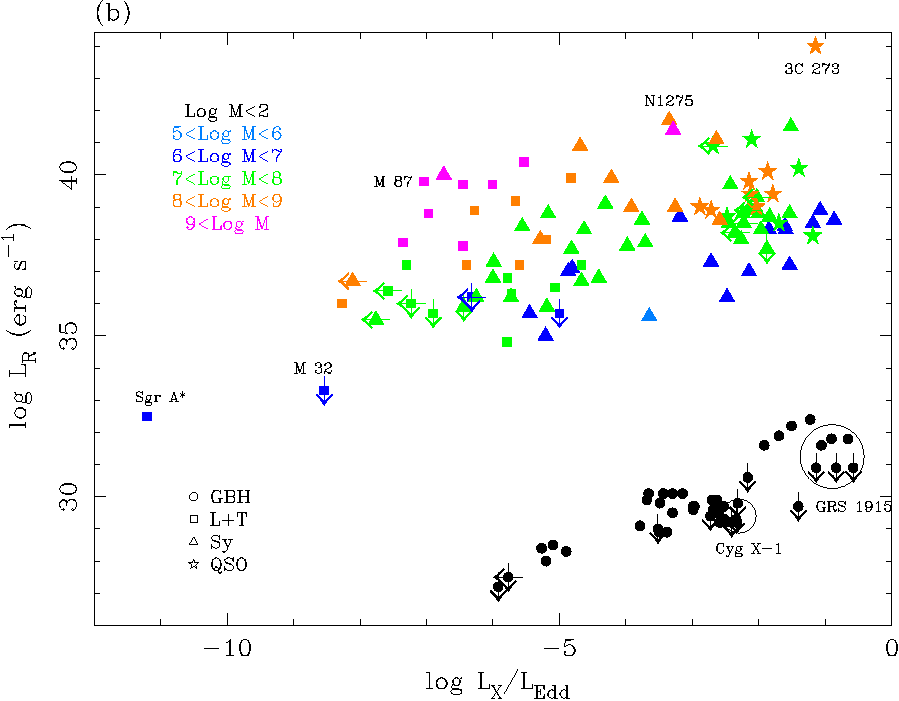 (b)
3C 273
N1275
Log M<2
5<Log M<6
6<Log M<7
7<Log M<8
8<Log M<9
9<Log M
M 87
40
log L_R (erg s^−1)
35
M 32
Sgr A*
30
GBH
L+T
Sy
QSO
GRS 1915
Cyg X−1
−10
−5
0
log L_X/L_Edd